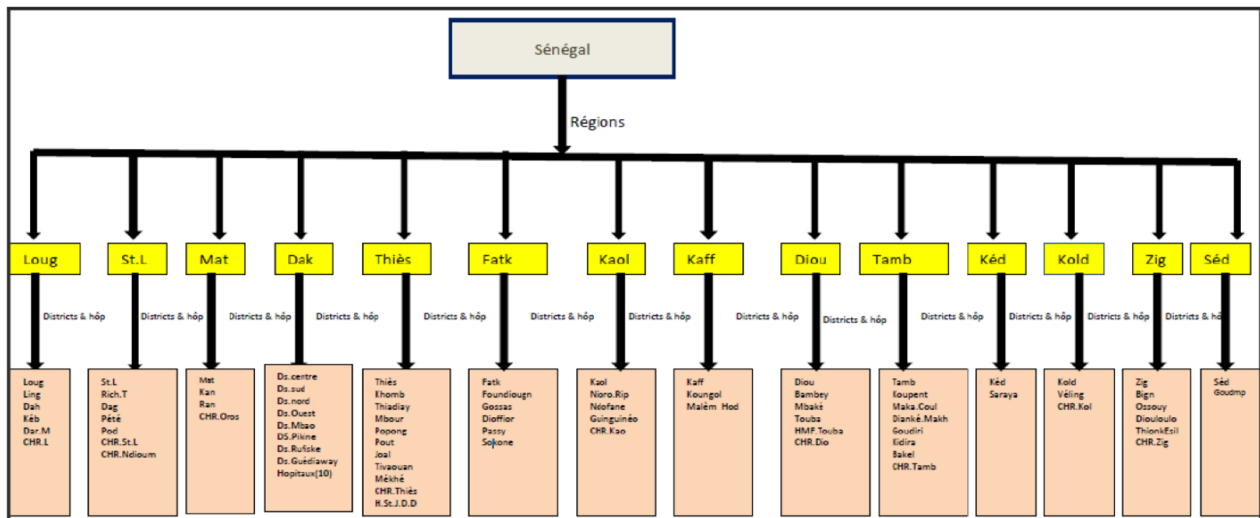 Sénégal
Régions
Loug
St.L
Mat
Dak
Thiès
Fatk
Kaol
Kaff
Diou
Tamb
Kéd
Kold
Zig
Séd
Districts & hôp
Districts & hôp
Districts & hôp
Districts & hôp
Districts & hôp
Districts & hôp
Districts & hôp
Districts & hôp
Districts & hôp
Districts & hôp
Districts & hôp
Districts & hôp
Districts & hô
Loug
Ling
Dah
Kéb
Dar.M
CHR.L
St.L
Rich.T
Dag
Pété
Pod
CHR.St.L
CHR.Ndioum
Mat
Kan
Ran
CHR.Oros
Ds.centre
Ds.sud
Ds.nord
Ds.Ouest
Ds.Mbao
DS.Pikne
Ds.Rufiske
Ds.Guédiaway
Hopitaux(10)
Thiès
Khomb
Thiadiay
Mbour
Popong
Pout
Joal
Tivaouan
Mékhé
CHR.Thiès
H.St.J.D.D
Fatk
Foundiougn
Gossas
Dioffior
Passy
Sokone
Kaol
Nioro.Rip
Ndofane
Guinguinéo
CHR.Kao
Kaff
Koungol
Malèm Hod
Diou
Bambey
Mbaké
Touba
HMF.Touba
CHR.Dio
Tamb
Koupent
Maka.Coul
Dianké.Makh
Goudiri
Kidira
Bakel
CHR.Tamb
Kéd
Saraya
Kold
Véling
CHR.Kol
Zig
Bign
Ossouy
Diouloulo
ThionkEsil
CHR.Zig
Séd
Goudmp